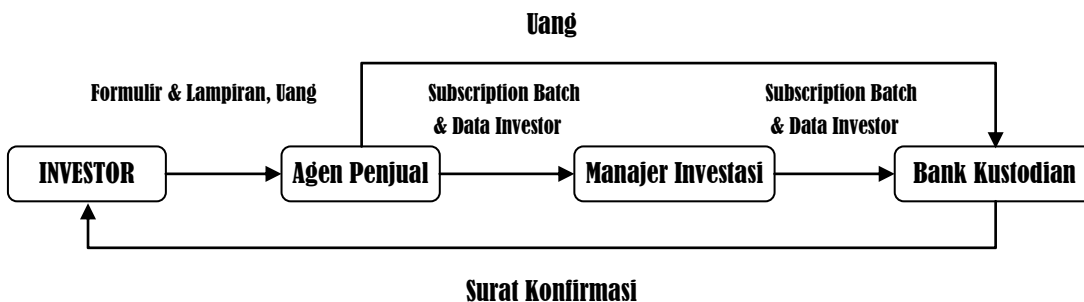 Uang
Formulir & Lampiran, Uang
Subscription Batch
& Data Investor
Subscription Batch
& Data Investor
INVESTOR
Agen Penjual
Manajer Investasi
Bank Kustodian
Surat Konfirmasi